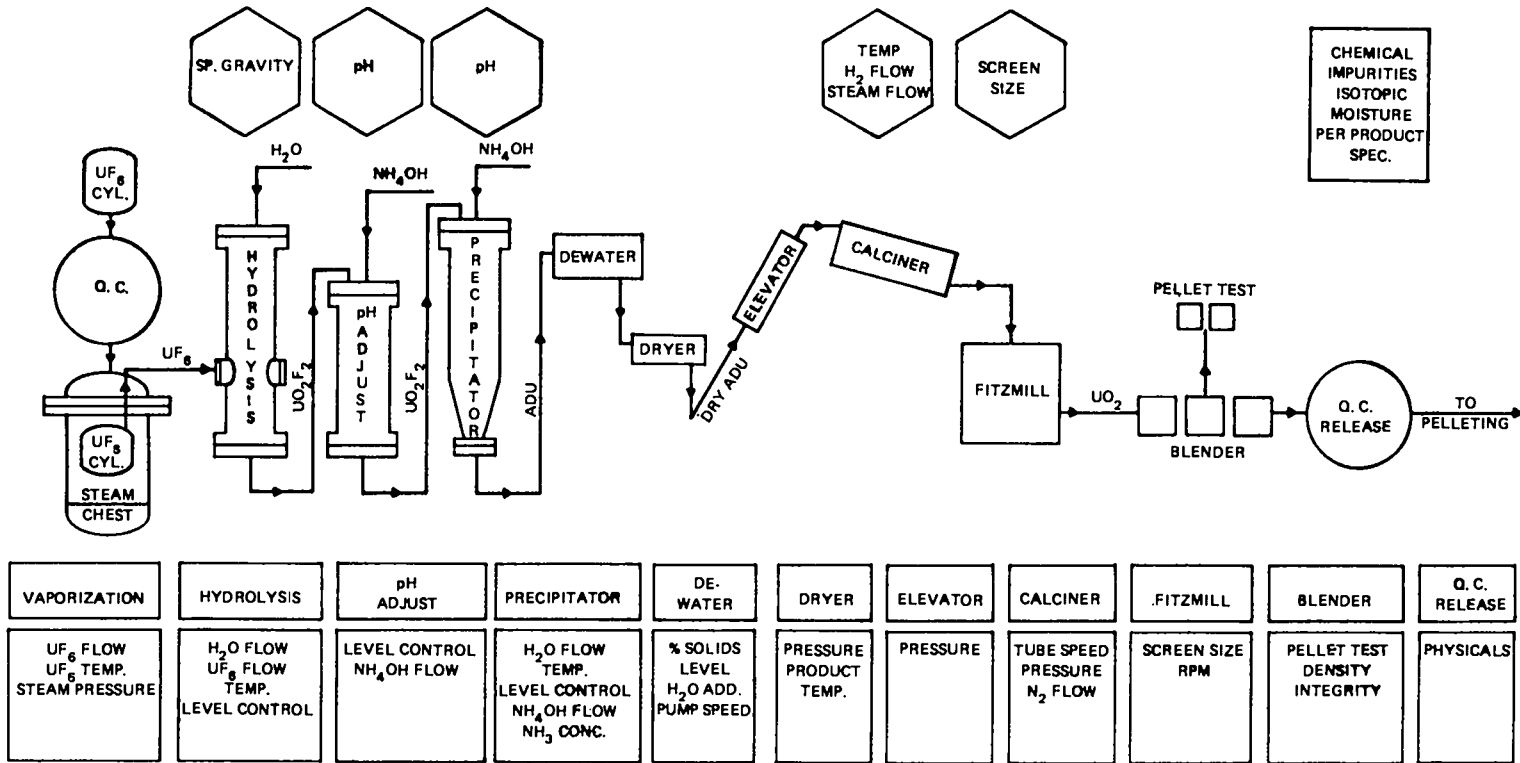 SP. GRAVITY
pH
pH
TEMP
H₂ FLOW
STEAM FLOW
SCREEN
SIZE
CHEMICAL
IMPURITIES
ISOTOPIC
MOISTURE
PER PRODUCT
SPEC.
UF₆
CYL.
Q.C.
UF₆
UF₆
CYL.
STEAM
CHEST
H₂O
HYDROLYSIS
UO₂F₂
NH₄OH
pH
ADJUST
UO₂F₂
NH₄OH
PRECIPITATOR
ADU
DEWATER
DRYER
DRY ADU
ELEVATOR
CALCINER
FITZMILL
UO₂
PELLET TEST
BLENDER
Q.C.
RELEASE
TO
PELLETING
VAPORIZATION
HYDROLYSIS
pH
ADJUST
PRECIPITATOR
DE-
WATER
DRYER
ELEVATOR
CALCINER
.FITZMILL
BLENDER
Q.C.
RELEASE
UF₆ FLOW
UF₆ TEMP.
STEAM PRESSURE
H₂O FLOW
UF₆ FLOW
TEMP.
LEVEL CONTROL
LEVEL CONTROL
NH₄OH FLOW
H₂O FLOW
TEMP.
LEVEL CONTROL
NH₄OH FLOW
NH₃ CONC.
% SOLIDS
LEVEL
H₂O ADD.
PUMP SPEED
PRESSURE
PRODUCT
TEMP.
PRESSURE
TUBE SPEED
PRESSURE
N₂ FLOW
SCREEN SIZE
RPM
PELLET TEST
DENSITY
INTEGRITY
PHYSICALS